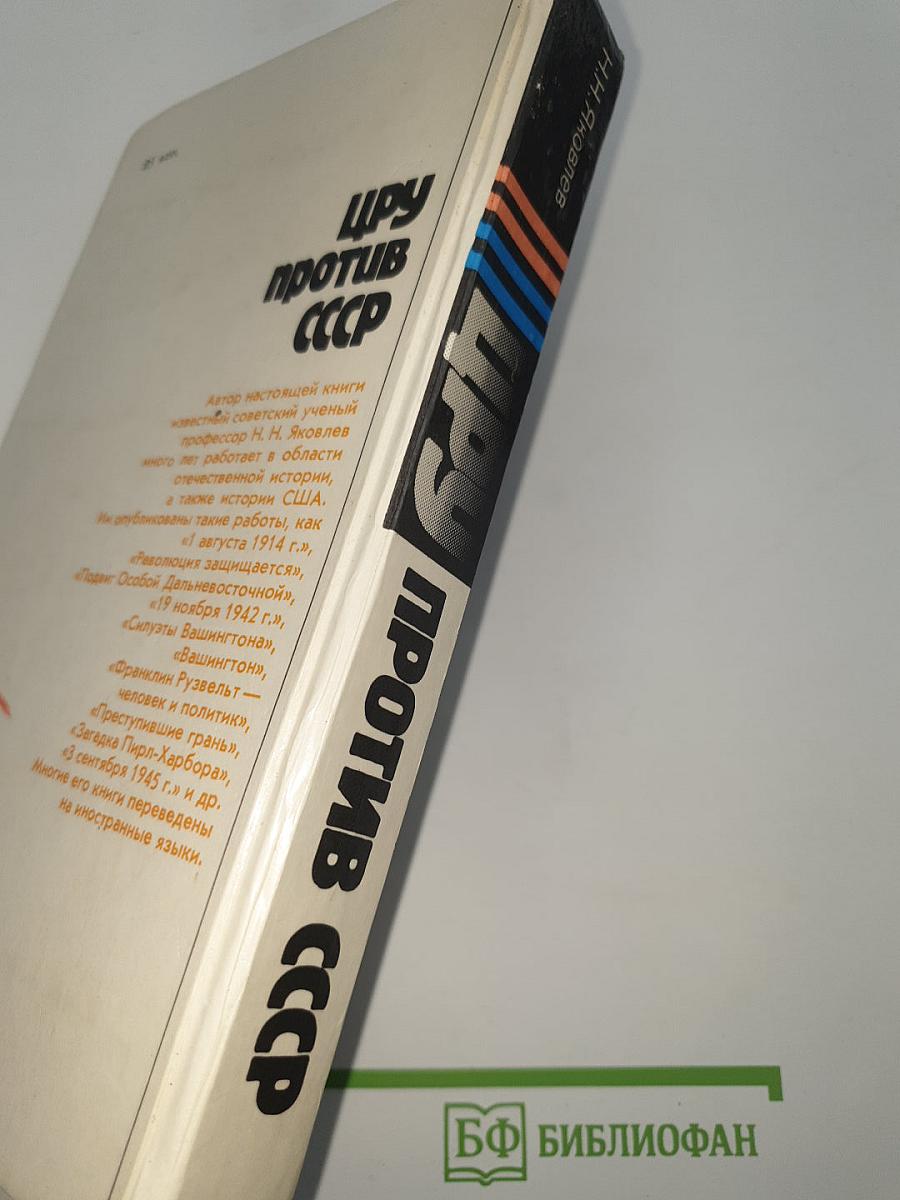 ЦРУ
против
СССР
Автор настоящей книги
известный советский ученый
профессор Н. Н. Яковлев
много лет работает в области
отечественной истории,
а также истории США.
Им опубликованы такие работы, как
«1 августа 1914 г.»,
«Революция защищается»,
«Подвиг Особой Дальневосточной»,
«19 ноября 1942 г.»,
«Силуэты Вашингтона»,
«Вашингтон»,
«Франклин Рузвельт —
человек и политик»,
«Преступившие грань»,
«Загадка Пирл-Харбора»,
«3 сентября 1945 г.» и др.
Многие его книги переведены
на иностранные языки.
Н.Н. Яковлев
ЦРУ ПРОТИВ СССР
БФ БИБЛИОФАН